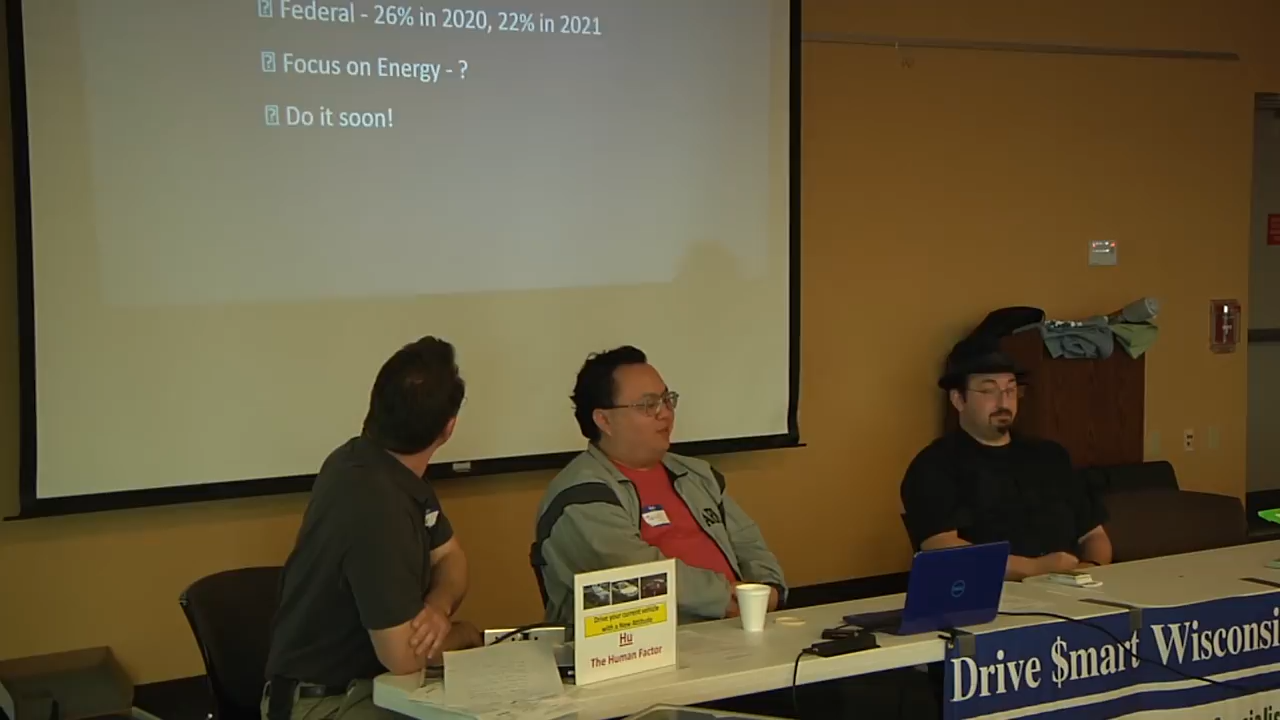 Federal - 26% in 2020, 22% in 2021
Focus on Energy - ?
Do it soon!
Drive your current vehicle
with a New Attitude
Hu
The Human Factor
DELL
Drive $mart Wisconsi